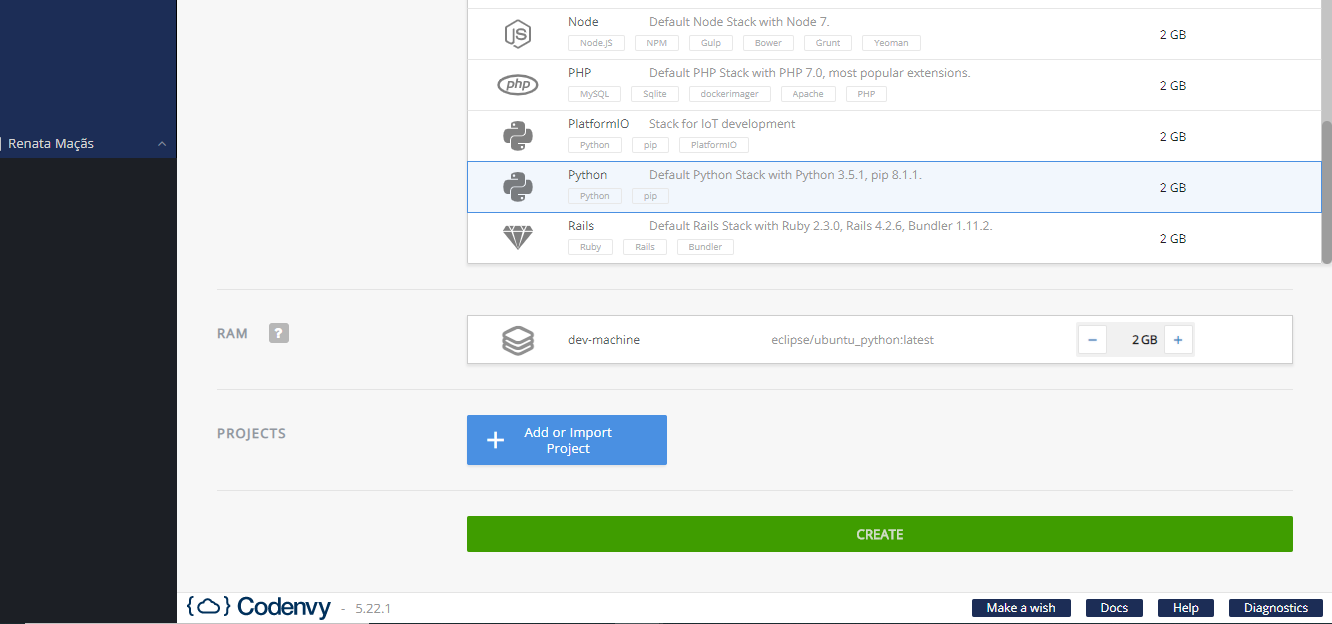 Renata Maçãs
JS
Node Default Node Stack with Node 7. 2 GB
Node.JS NPM Gulp Bower Grunt Yeoman
php
PHP Default PHP Stack with PHP 7.0, most popular extensions. 2 GB
MySQL Sqlite dockerimager Apache PHP
PlatformIO Stack for IoT development 2 GB
Python pip PlatformIO
Python Default Python Stack with Python 3.5.1, pip 8.1.1. 2 GB
Python pip
Rails Default Rails Stack with Ruby 2.3.0, Rails 4.2.6, Bundler 1.11.2. 2 GB
Ruby Rails Bundler
RAM ? dev-machine eclipse/ubuntu_python:latest − 2GB +
PROJECTS
+ Add or Import
Project
CREATE
{} Codenvy - 5.22.1 Make a wish Docs Help Diagnostics